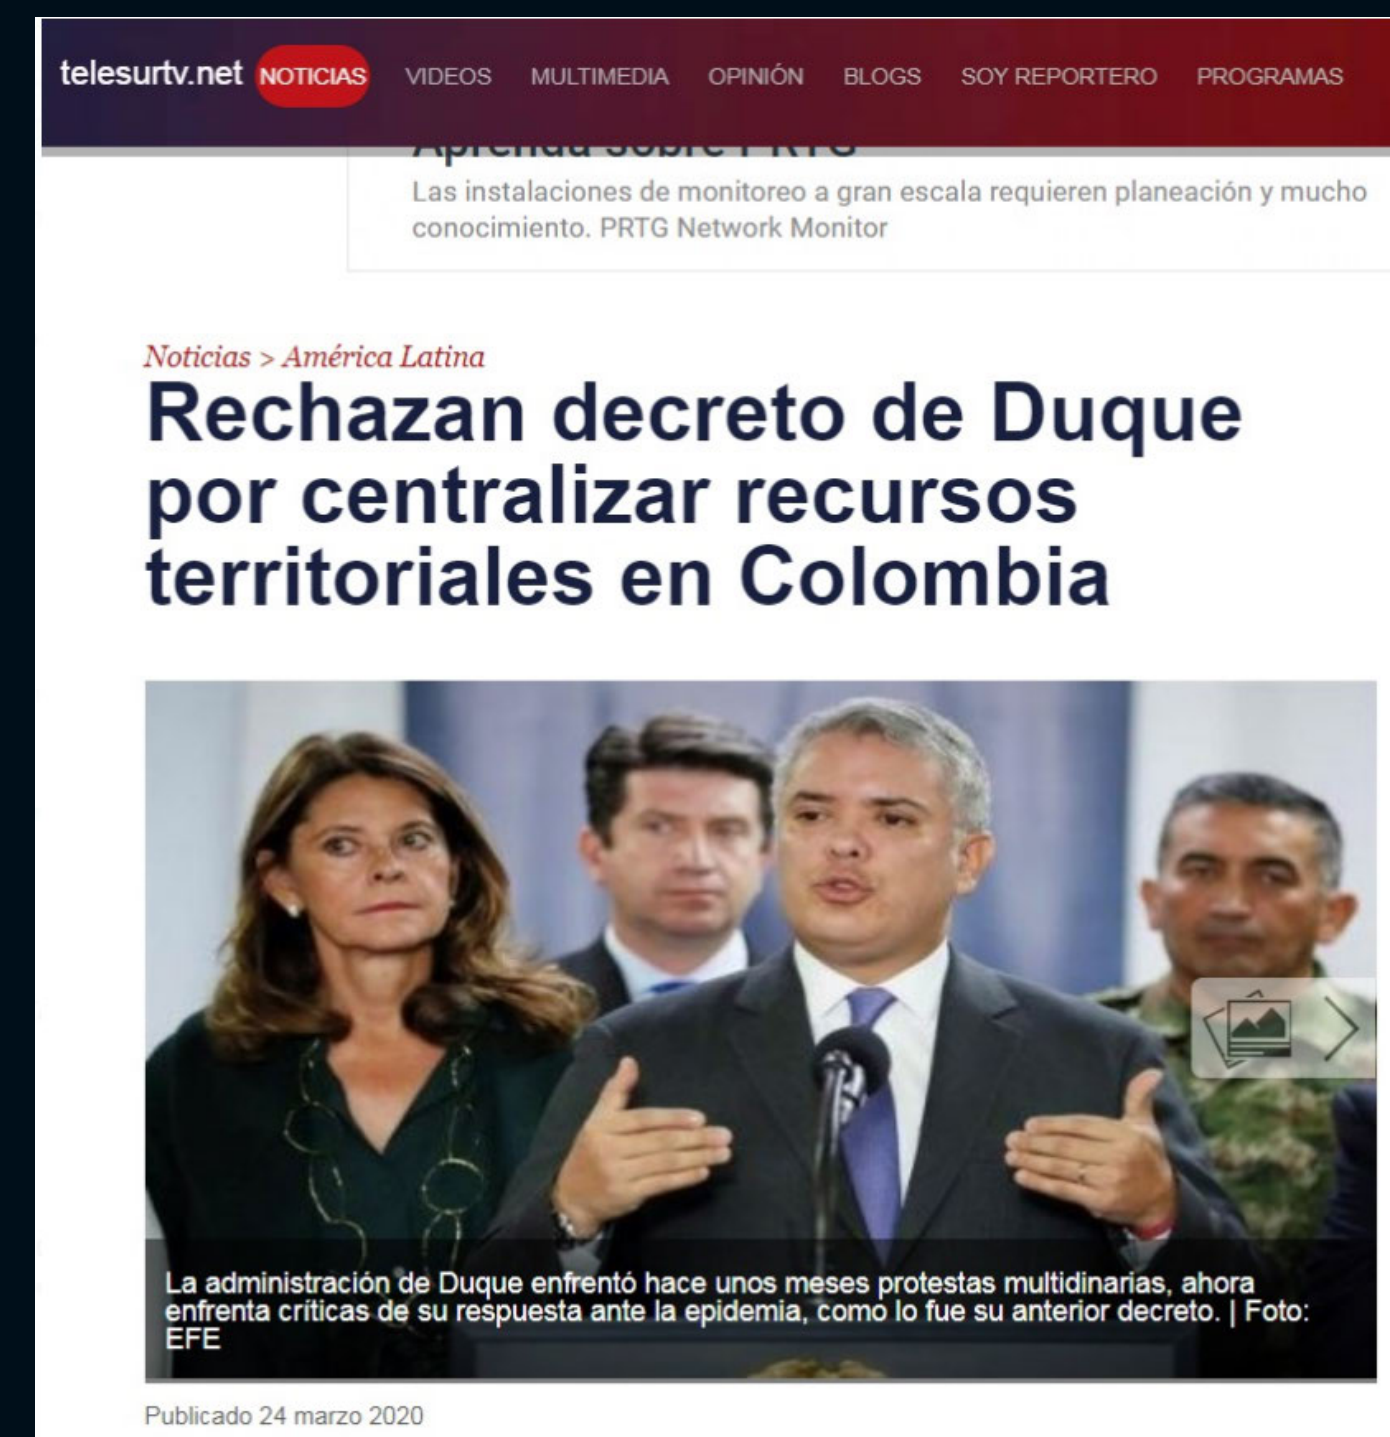 telesurtv.net NOTICIAS VIDEOS MULTIMEDIA OPINIÓN BLOGS SOY REPORTERO PROGRAMAS
Aprenda sobre PRTG
Las instalaciones de monitoreo a gran escala requieren planeación y mucho
conocimiento. PRTG Network Monitor
Noticias > América Latina
Rechazan decreto de Duque
por centralizar recursos
territoriales en Colombia
La administración de Duque enfrentó hace unos meses protestas multidinarias, ahora
enfrenta críticas de su respuesta ante la epidemia, como lo fue su anterior decreto. | Foto:
EFE
Publicado 24 marzo 2020